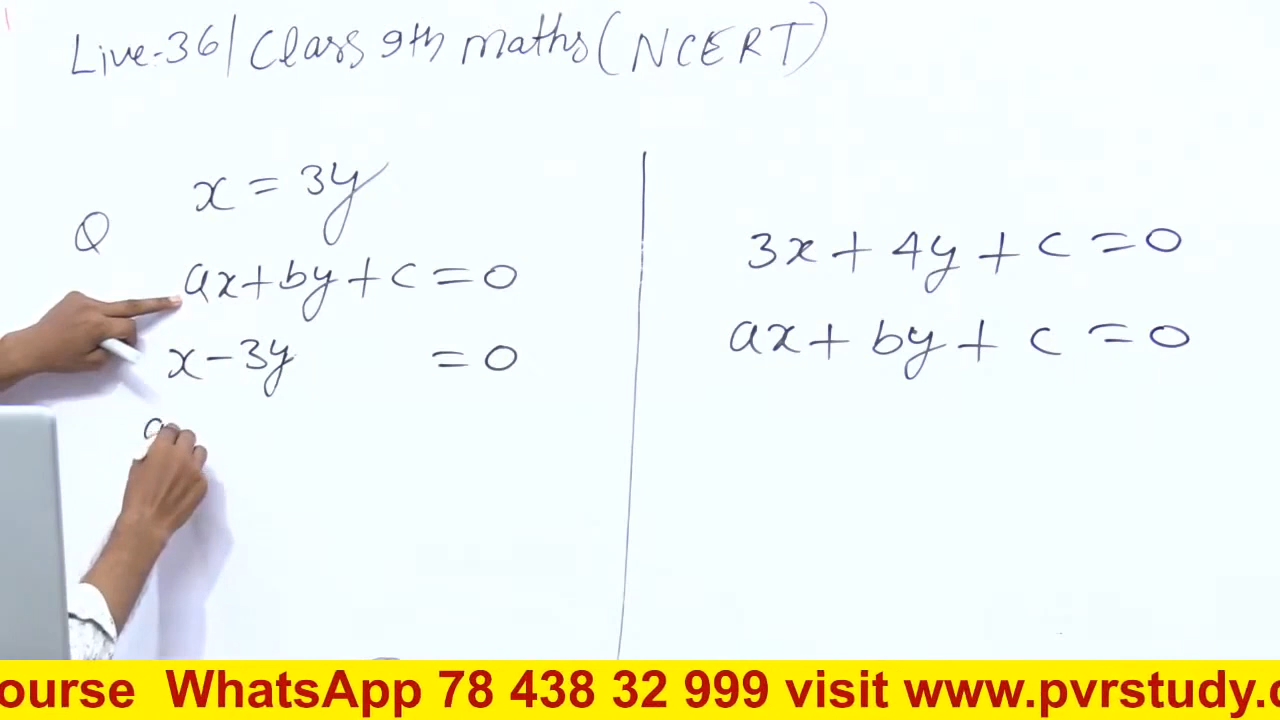 Live-36/ Class 9th maths (NCERT)
x = 3y
Q
ax + by + c = 0
x - 3y = 0
a
3x + 4y + c = 0
ax + by + c = 0
ourse WhatsApp 78 438 32 999 visit www.pvrstudy.c